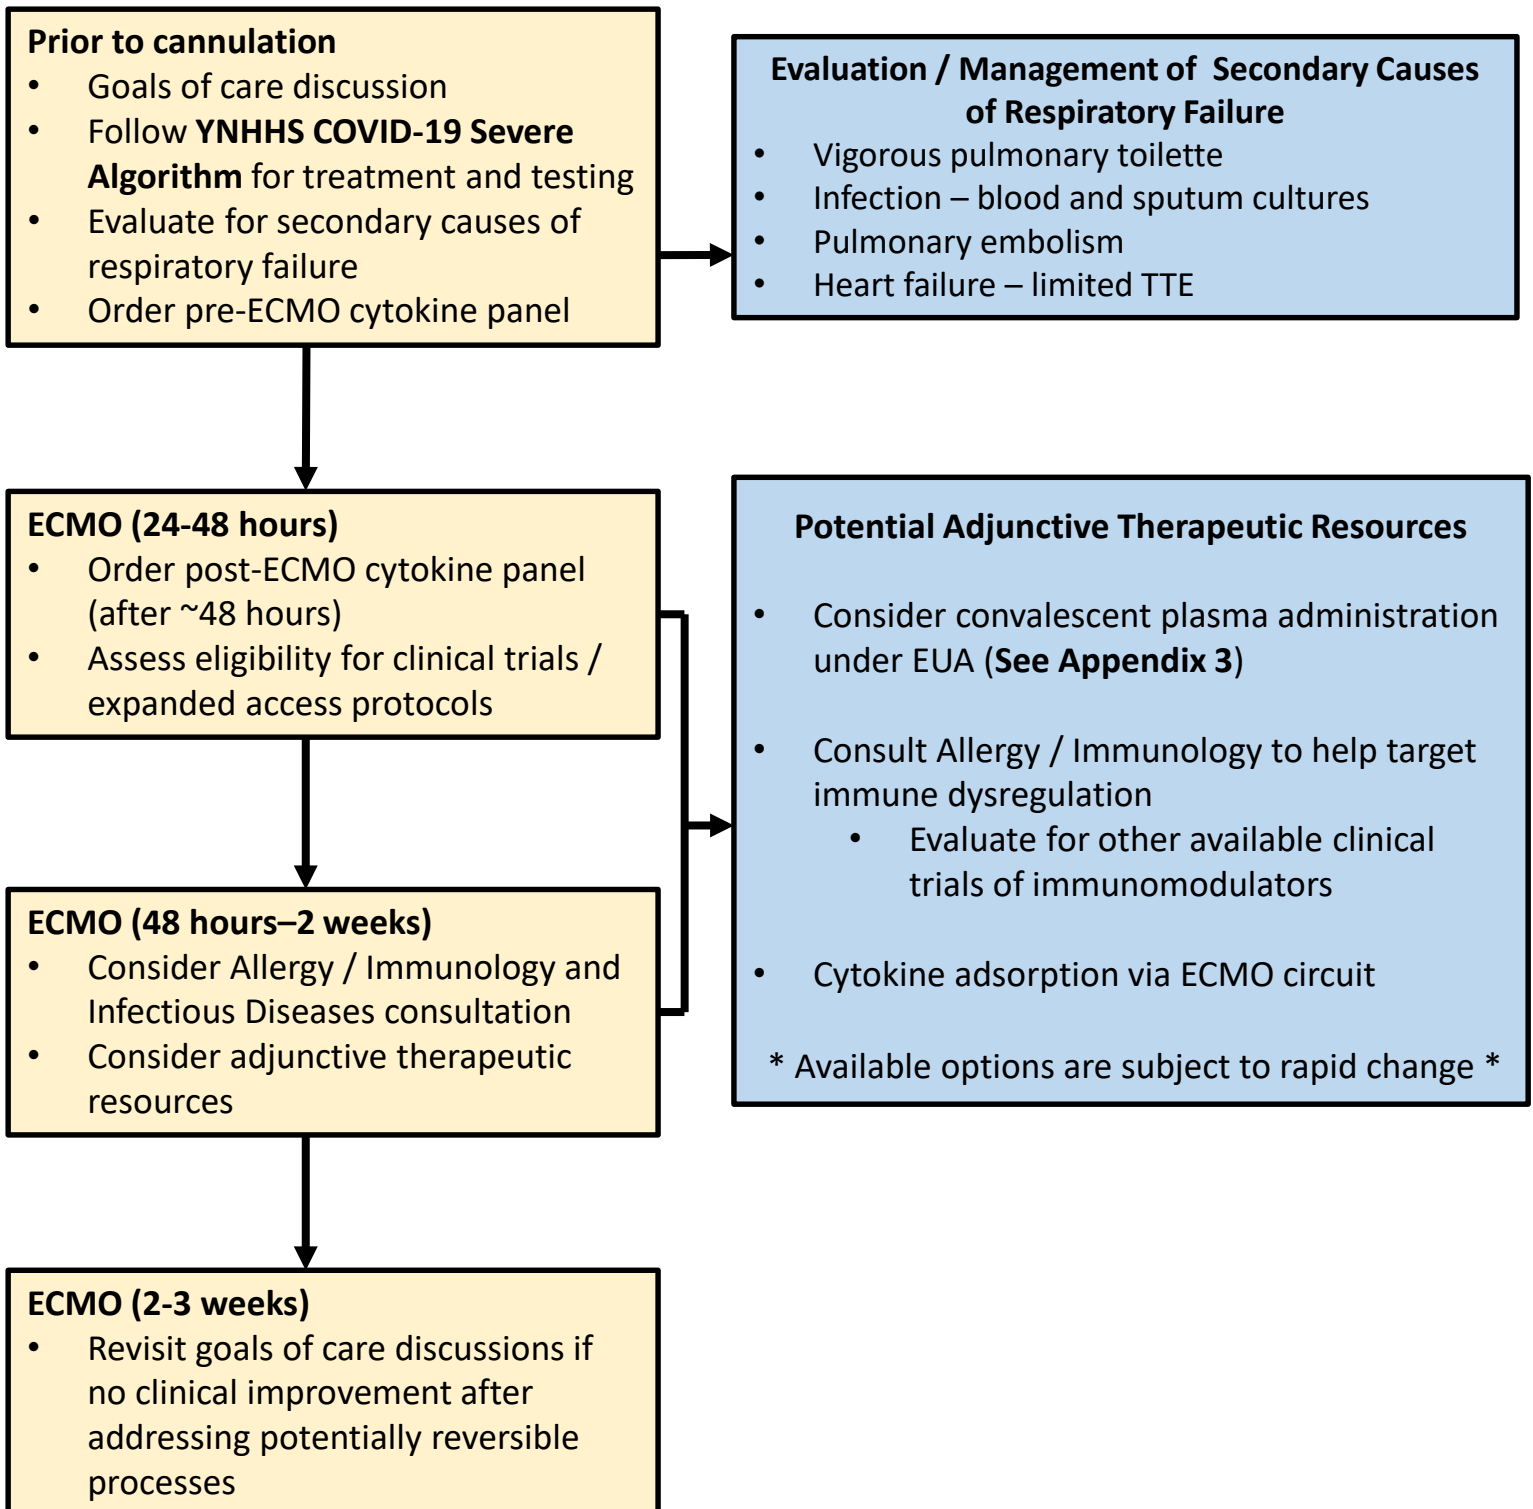 Prior to cannulation
• Goals of care discussion
• Follow YNHHS COVID-19 Severe
Algorithm for treatment and testing
• Evaluate for secondary causes of
respiratory failure
• Order pre-ECMO cytokine panel
Evaluation / Management of Secondary Causes
of Respiratory Failure
• Vigorous pulmonary toilette
• Infection – blood and sputum cultures
• Pulmonary embolism
• Heart failure – limited TTE
ECMO (24-48 hours)
• Order post-ECMO cytokine panel
(after ~48 hours)
• Assess eligibility for clinical trials /
expanded access protocols
ECMO (48 hours–2 weeks)
• Consider Allergy / Immunology and
Infectious Diseases consultation
• Consider adjunctive therapeutic
resources
Potential Adjunctive Therapeutic Resources
• Consider convalescent plasma administration
under EUA (See Appendix 3)
• Consult Allergy / Immunology to help target
immune dysregulation
• Evaluate for other available clinical
trials of immunomodulators
• Cytokine adsorption via ECMO circuit
* Available options are subject to rapid change *
ECMO (2-3 weeks)
• Revisit goals of care discussions if
no clinical improvement after
addressing potentially reversible
processes